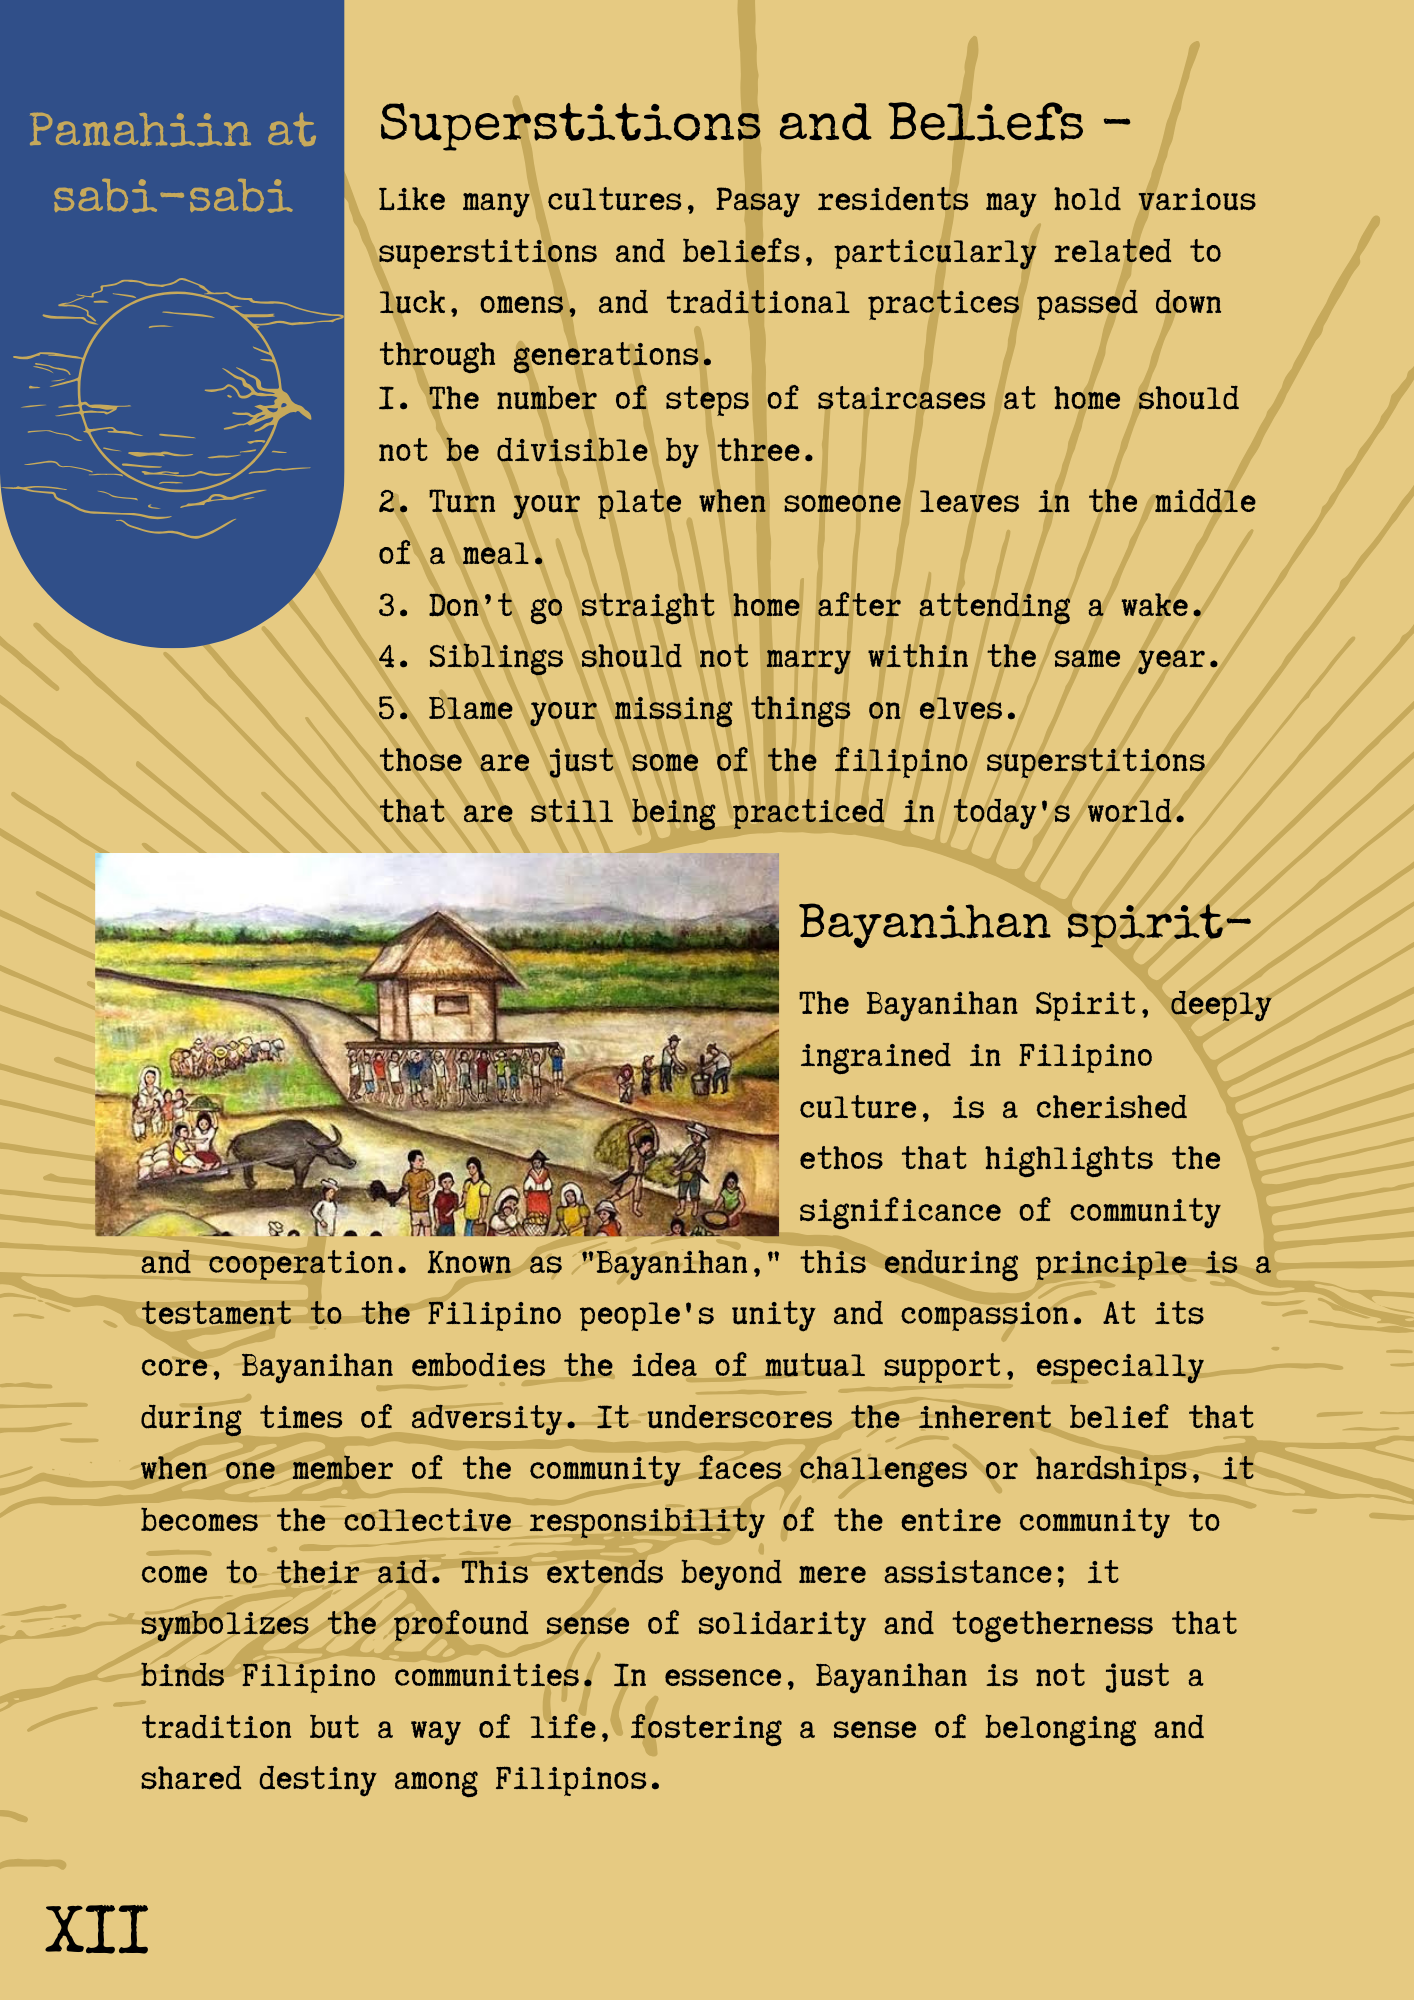 Pamahiin at
sabi-sabi
Superstitions and Beliefs -
Like many cultures, Pasay residents may hold various
superstitions and beliefs, particularly related to
luck, omens, and traditional practices passed down
through generations.
I. The number of steps of staircases at home should
not be divisible by three.
2. Turn your plate when someone leaves in the middle
of a meal.
3. Don’t go straight home after attending a wake.
4. Siblings should not marry within the same year.
5. Blame your missing things on elves.
those are just some of the filipino superstitions
that are still being practiced in today's world.
Bayanihan spirit-
The Bayanihan Spirit, deeply
ingrained in Filipino
culture, is a cherished
ethos that highlights the
significance of community
and cooperation. Known as "Bayanihan," this enduring principle is a
testament to the Filipino people's unity and compassion. At its
core, Bayanihan embodies the idea of mutual support, especially
during times of adversity. It underscores the inherent belief that
when one member of the community faces challenges or hardships, it
becomes the collective responsibility of the entire community to
come to their aid. This extends beyond mere assistance; it
symbolizes the profound sense of solidarity and togetherness that
binds Filipino communities. In essence, Bayanihan is not just a
tradition but a way of life, fostering a sense of belonging and
shared destiny among Filipinos.
XII